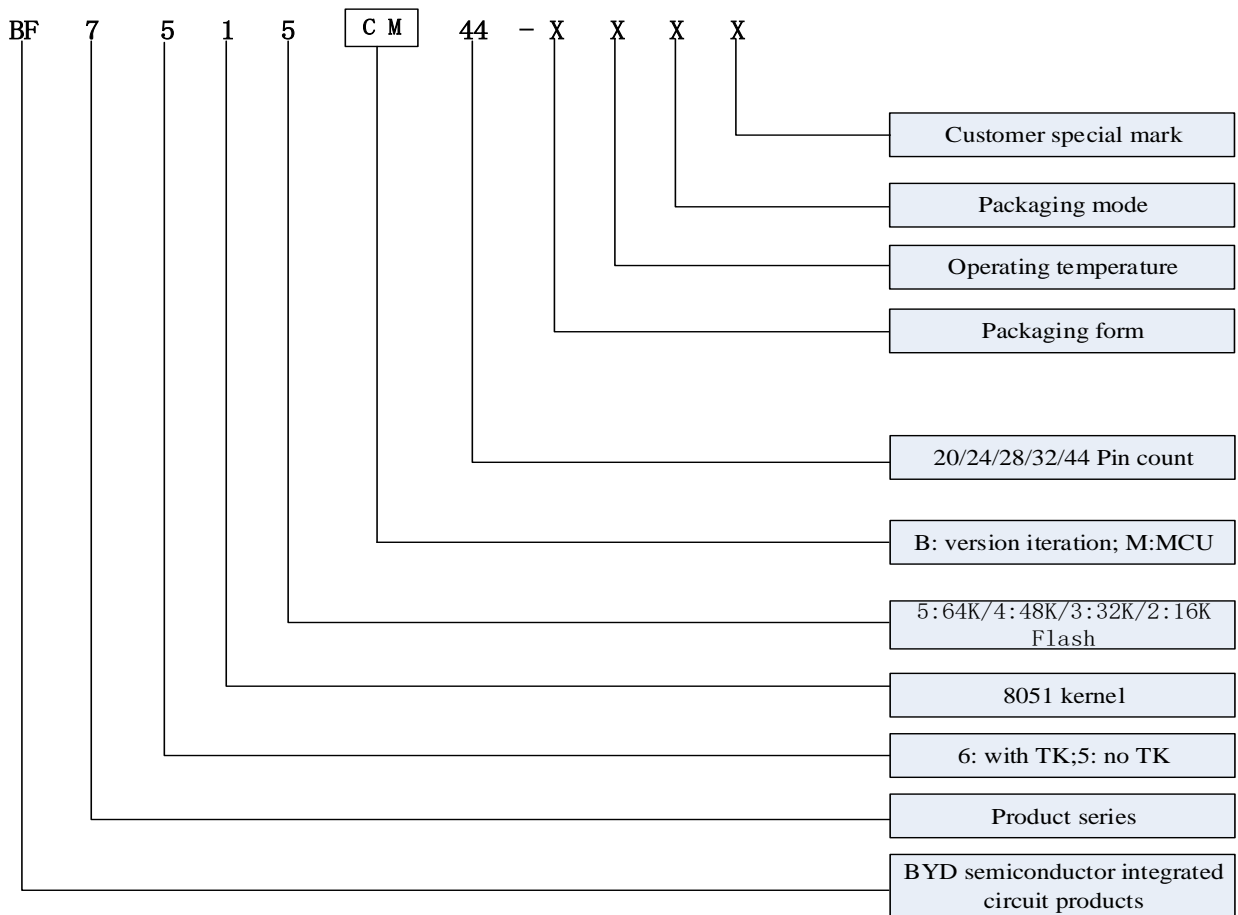 BF 7 5 1 5 C M 44 - X X X X
Customer special mark
Packaging mode
Operating temperature
Packaging form
20/24/28/32/44 Pin count
B: version iteration; M:MCU
5:64K/4:48K/3:32K/2:16K
Flash
8051 kernel
6: with TK;5: no TK
Product series
BYD semiconductor integrated
circuit products